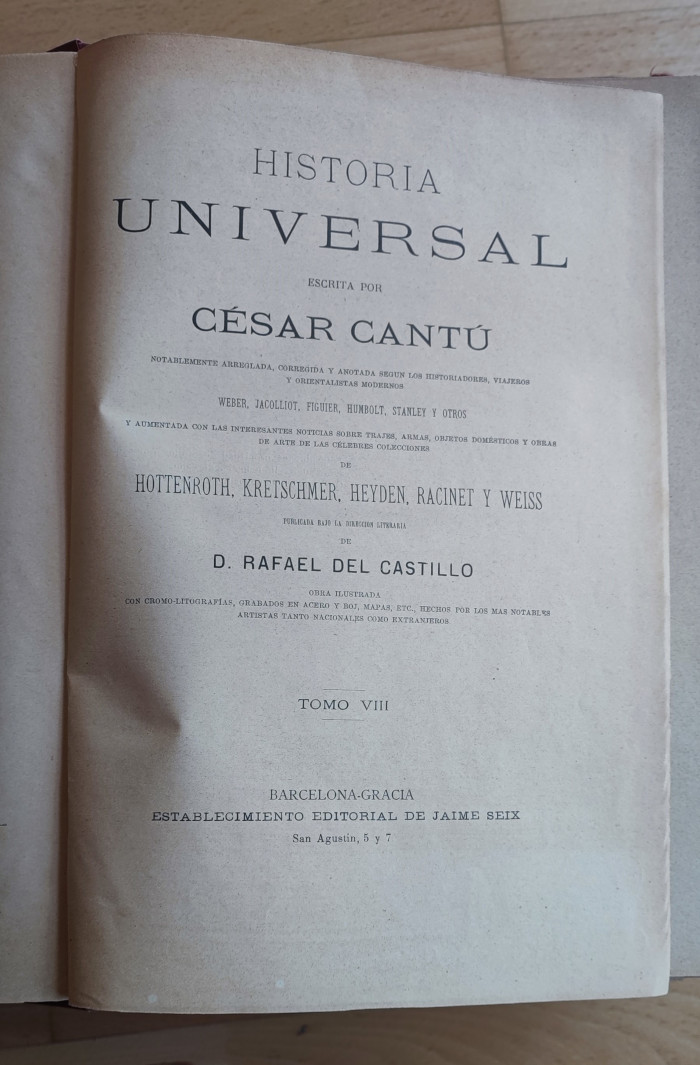 HISTORIA
UNIVERSAL
ESCRITA POR
CÉSAR CANTÚ
NOTABLEMENTE ARREGLADA, CORREGIDA Y ANOTADA SEGUN LOS HISTORIADORES, VIAJEROS
Y ORIENTALISTAS MODERNOS
WEBER, JACOLLIOT, FIGUIER, HUMBOLT, STANLEY Y OTROS
Y AUMENTADA CON LAS INTERESANTES NOTICIAS SOBRE TRAJES, ARMAS, OBJETOS DOMÉSTICOS Y OBRAS
DE ARTE DE LAS CÉLEBRES COLECCIONES
DE
HOTTENROTH, KRETSCHMER, HEYDEN, RACINET Y WEISS
PUBLICADA BAJO LA DIRECCION LITERARIA
DE
D. RAFAEL DEL CASTILLO
OBRA ILUSTRADA
CON CROMO-LITOGRAFÍAS, GRABADOS EN ACERO Y BOJ, MAPAS, ETC., HECHOS POR LOS MAS NOTABLES
ARTISTAS TANTO NACIONALES COMO EXTRANJEROS
TOMO VIII
BARCELONA-GRACIA
ESTABLECIMIENTO EDITORIAL DE JAIME SEIX
San Agustin, 5 y 7